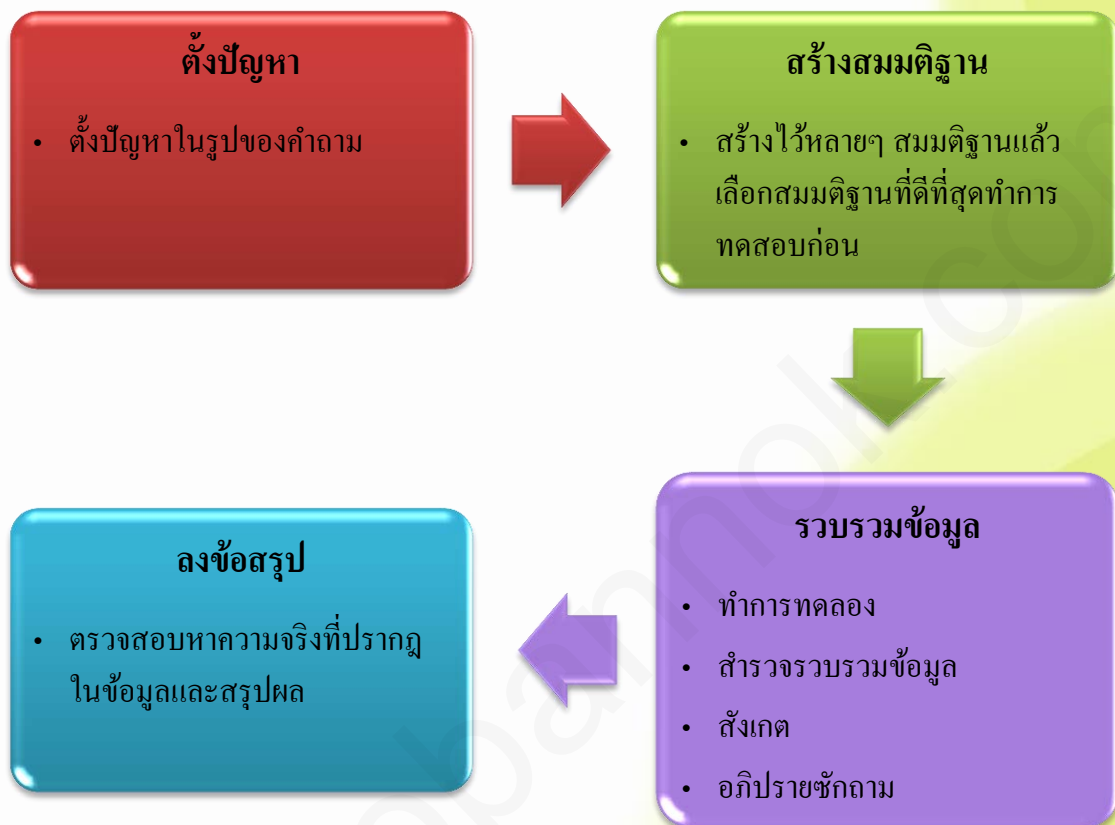 ตั้งปัญหา
• ตั้งปัญหาในรูปของคำถาม
สร้างสมมติฐาน
• สร้างไว้หลายๆ สมมติฐานแล้ว
เลือกสมมติฐานที่ดีที่สุดทำการ
ทดสอบก่อน
รวบรวมข้อมูล
• ทำการทดลอง
• สำรวจรวบรวมข้อมูล
• สังเกต
• อภิปรายซักถาม
ลงข้อสรุป
• ตรวจสอบหาความจริงที่ปรากฎ
ในข้อมูลและสรุปผล